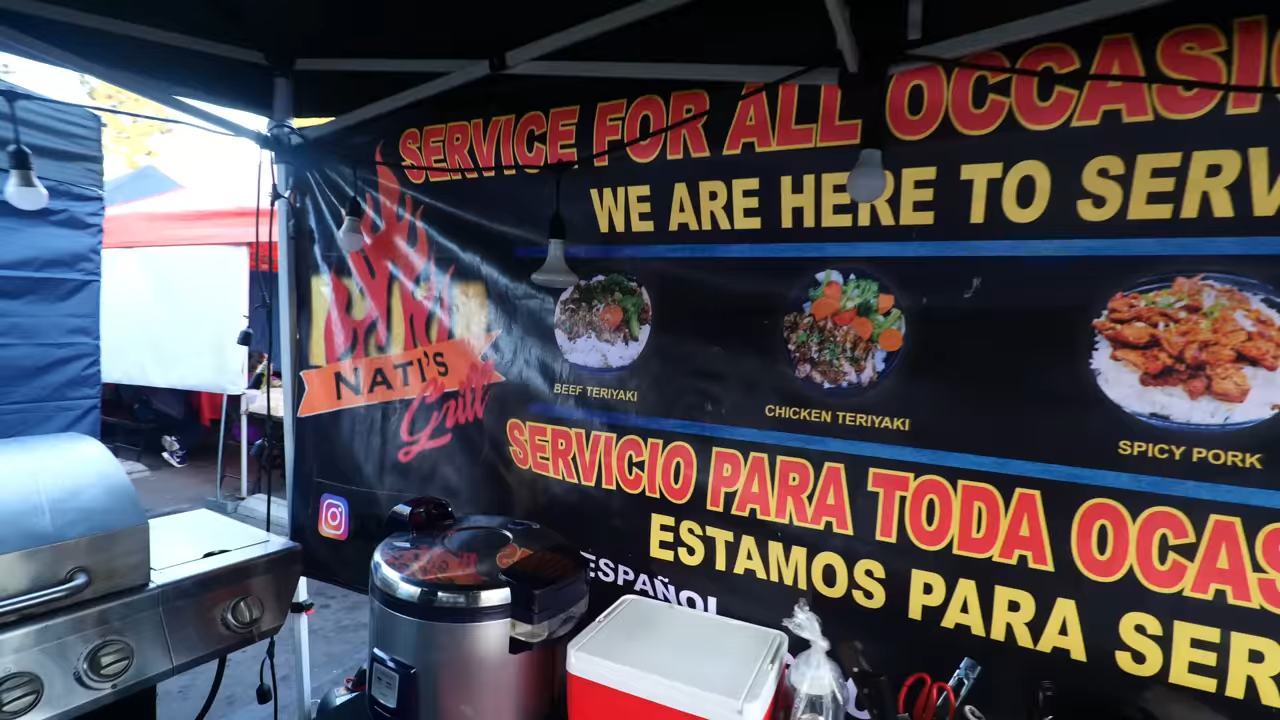 SERVICE FOR ALL OCCASI
WE ARE HERE TO SERV
NATI'S
Grill
BEEF TERIYAKI
CHICKEN TERIYAKI
SPICY PORK
SERVICIO PARA TODA OCAS
ESTAMOS PARA SER
ESPAÑOL